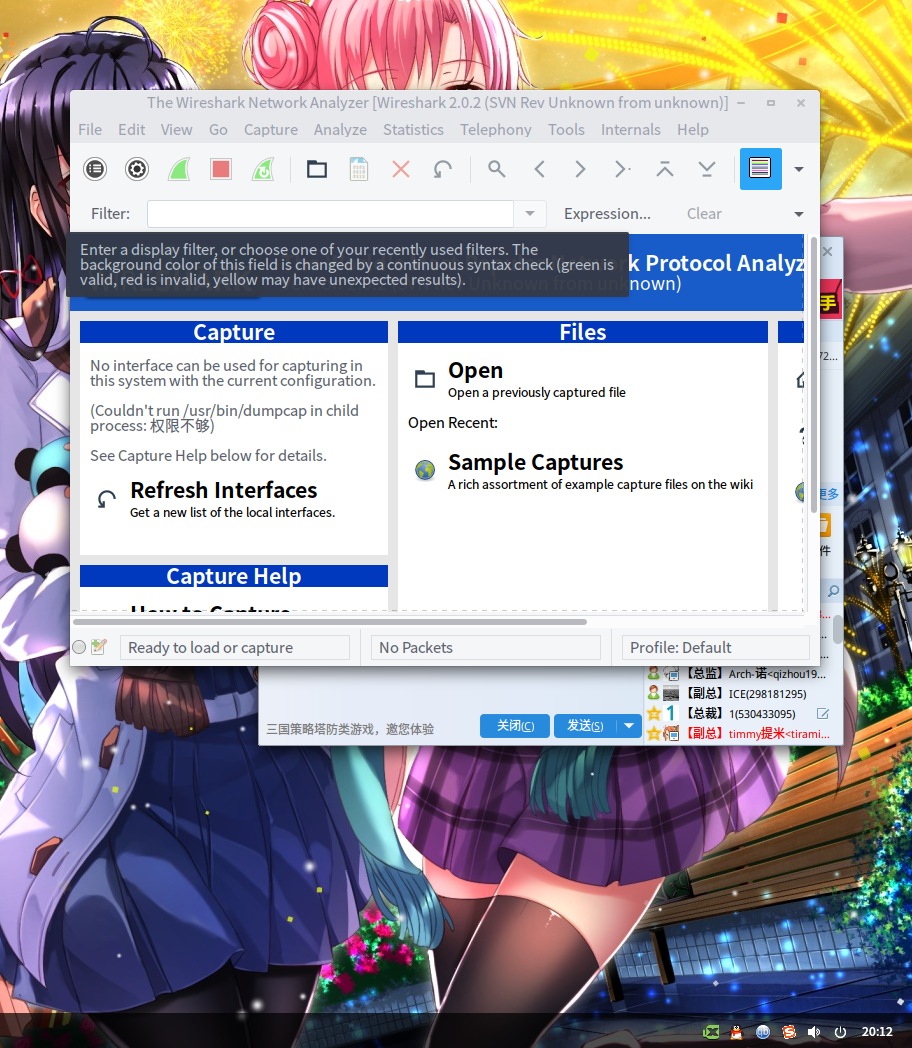 The Wireshark Network Analyzer [Wireshark 2.0.2 (SVN Rev Unknown from unknown)]
File Edit View Go Capture Analyze Statistics Telephony Tools Internals Help
Filter: Expression... Clear
Enter a display filter, or choose one of your recently used filters. The
background color of this field is changed by a continuous syntax check (green is
valid, red is invalid, yellow may have unexpected results).
k Protocol Analyz
known)
手
72...
Capture
No interface can be used for capturing in
this system with the current configuration.
(Couldn't run /usr/bin/dumpcap in child
process: 权限不够)
See Capture Help below for details.
Refresh Interfaces
Get a new list of the local interfaces.
Capture Help
How to Capture
Files
Open
Open a previously captured file
Open Recent:
Sample Captures
A rich assortment of example capture files on the wiki
更多
件
Ready to load or capture
No Packets
Profile: Default
【总监】Arch-诺<qizhou19...
【副总】ICE(298181295)
【总裁】1(530433095)
【副总】timmy提米<tirami...
三国策略塔防类游戏，邀您体验
关闭(C)
发送(S)
20:12